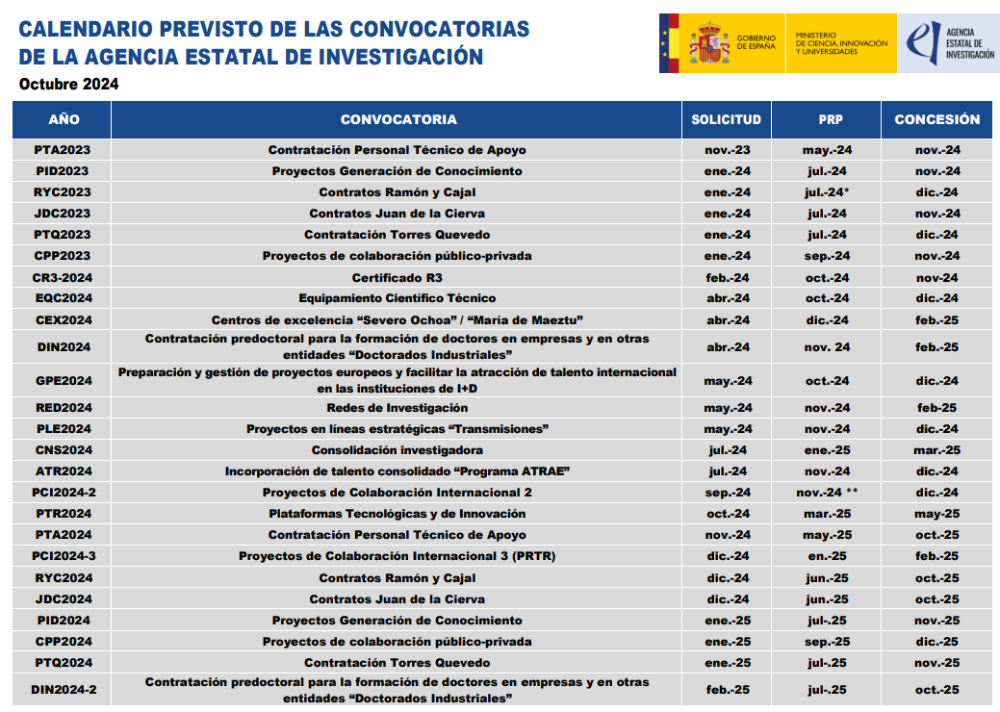 CALENDARIO PREVISTO DE LAS CONVOCATORIAS
DE LA AGENCIA ESTATAL DE INVESTIGACIÓN
Octubre 2024
GOBIERNO
DE ESPAÑA
MINISTERIO
DE CIENCIA, INNOVACIÓN
Y UNIVERSIDADES
AGENCIA
ESTATAL DE
INVESTIGACIÓN
AÑO CONVOCATORIA SOLICITUD PRP CONCESIÓN
PTA2023 Contratación Personal Técnico de Apoyo nov.-23 may.-24 nov.-24
PID2023 Proyectos Generación de Conocimiento ene.-24 jul.-24 nov.-24
RYC2023 Contratos Ramón y Cajal ene.-24 jul.-24* dic.-24
JDC2023 Contratos Juan de la Cierva ene.-24 jul.-24 nov.-24
PTQ2023 Contratación Torres Quevedo ene.-24 jul.-24 dic.-24
CPP2023 Proyectos de colaboración público-privada ene.-24 sep.-24 nov.-24
CR3-2024 Certificado R3 feb.-24 oct.-24 nov-24
EQC2024 Equipamiento Científico Técnico abr.-24 oct.-24 dic.-24
CEX2024 Centros de excelencia “Severo Ochoa” / “María de Maeztu” abr.-24 dic.-24 feb.-25
DIN2024 Contratación predoctoral para la formación de doctores en empresas y en otras
entidades “Doctorados Industriales” abr.-24 nov. 24 feb.-25
GPE2024 Preparación y gestión de proyectos europeos y facilitar la atracción de talento internacional
en las instituciones de I+D may.-24 oct.-24 dic.-24
RED2024 Redes de Investigación may.-24 nov.-24 feb-25
PLE2024 Proyectos en líneas estratégicas “Transmisiones” may.-24 nov.-24 dic.-24
CNS2024 Consolidación investigadora jul.-24 ene.-25 mar.-25
ATR2024 Incorporación de talento consolidado “Programa ATRAE” jul.-24 nov.-24 dic.-24
PCI2024-2 Proyectos de Colaboración Internacional 2 sep.-24 nov.-24 ** dic.-24
PTR2024 Plataformas Tecnológicas y de Innovación oct.-24 mar.-25 may-25
PTA2024 Contratación Personal Técnico de Apoyo nov.-24 may.-25 oct.-25
PCI2024-3 Proyectos de Colaboración Internacional 3 (PRTR) dic.-24 en.-25 feb.-25
RYC2024 Contratos Ramón y Cajal dic.-24 jun.-25 oct.-25
JDC2024 Contratos Juan de la Cierva dic.-24 jun.-25 oct.-25
PID2024 Proyectos Generación de Conocimiento ene.-25 jul-.25 nov.-25
CPP2024 Proyectos de colaboración público-privada ene.-25 sep.-25 dic.-25
PTQ2024 Contratación Torres Quevedo ene.-25 jul-.25 nov.-25
DIN2024-2 Contratación predoctoral para la formación de doctores en empresas y en otras
entidades “Doctorados Industriales” feb.-25 jul-.25 oct.-25